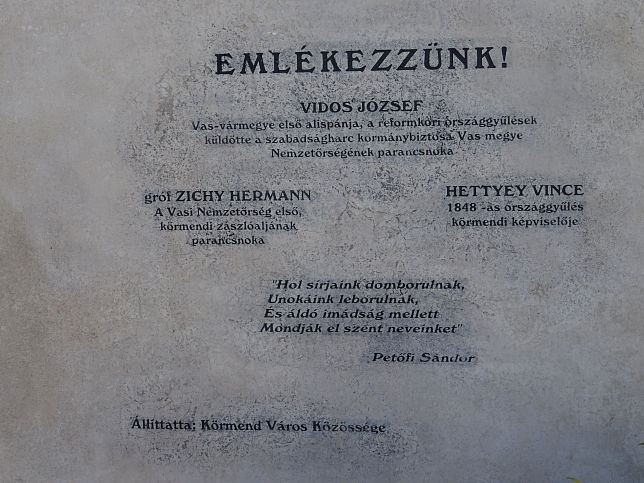 EMLÉKEZZÜNK!
VIDOS JÓZSEF
Vas-vármegye első alispánja, a reformkori országgyűlések
küldötte a szabadságharc kormánybiztosa Vas megye
Nemzetőrségének parancsnoka
gróf ZICHY HERMANN
A Vasi Nemzetőrség első,
körmendi zászlóaljának
parancsnoka
HETTYEY VINCE
1848 -as országgyűlés
körmendi képviselője
"Hol sírjaink domborulnak,
Unokáink leborulnak,
És áldó imádság mellett
Mondják el szent neveinket"
Petőfi Sándor
Állíttatta: Körmend Város Közössége